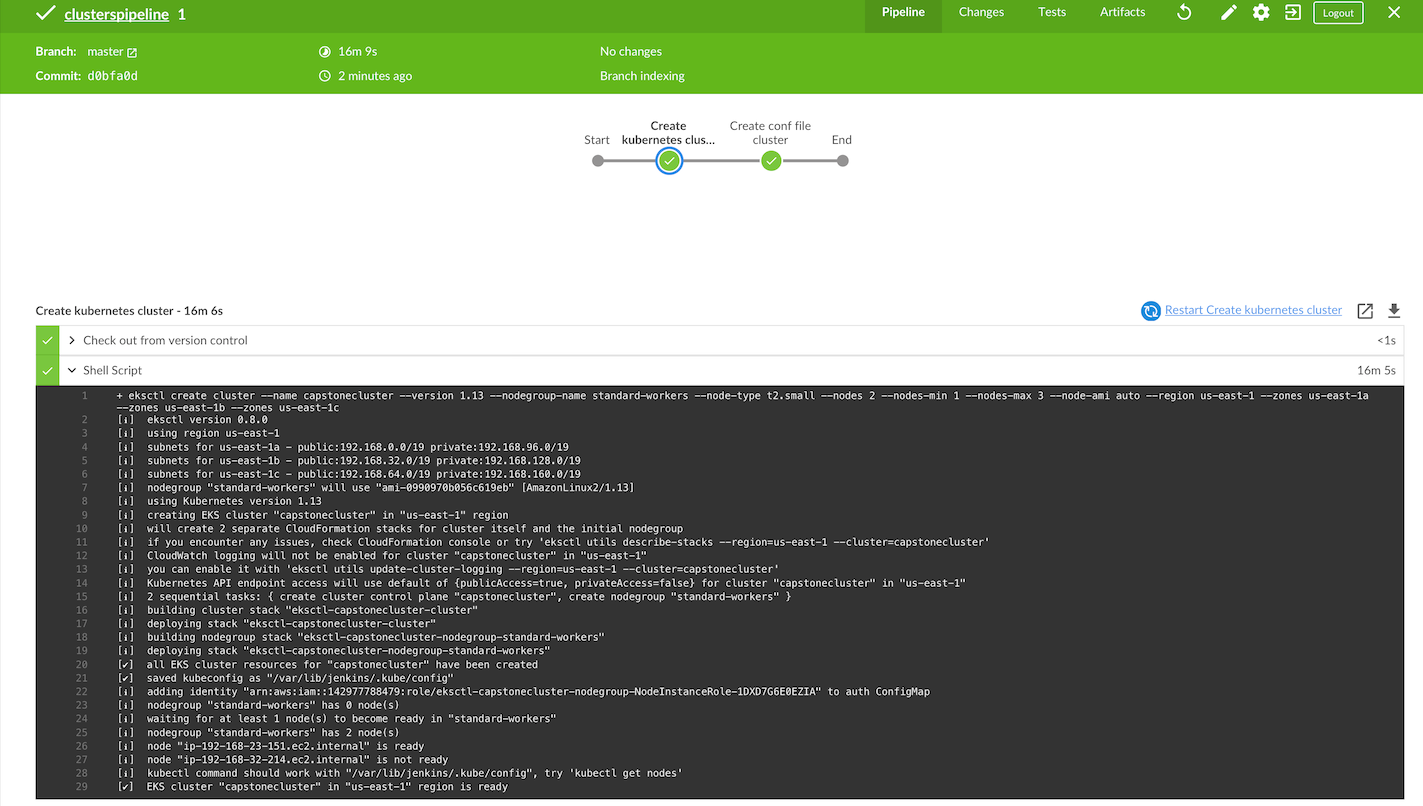 clusterspipeline 1
Pipeline Changes Tests Artifacts Logout
Branch: master 16m 9s No changes
Commit: d0bfa0d 2 minutes ago Branch indexing
Start Create kubernetes clus... Create conf file cluster End
Create kubernetes cluster - 16m 6s Restart Create kubernetes cluster
Check out from version control <1s
Shell Script 16m 5s
1 + eksctl create cluster --name capstonecluster --version 1.13 --nodegroup-name standard-workers --node-type t2.small --nodes 2 --nodes-min 1 --nodes-max 3 --node-ami auto --region us-east-1 --zones us-east-1a
--zones us-east-1b --zones us-east-1c
2 [ℹ] eksctl version 0.8.0
3 [ℹ] using region us-east-1
4 [ℹ] subnets for us-east-1a - public:192.168.0.0/19 private:192.168.96.0/19
5 [ℹ] subnets for us-east-1b - public:192.168.32.0/19 private:192.168.128.0/19
6 [ℹ] subnets for us-east-1c - public:192.168.64.0/19 private:192.168.160.0/19
7 [ℹ] nodegroup "standard-workers" will use "ami-0990970b056c619eb" [AmazonLinux2/1.13]
8 [ℹ] using Kubernetes version 1.13
9 [ℹ] creating EKS cluster "capstonecluster" in "us-east-1" region
10 [ℹ] will create 2 separate CloudFormation stacks for cluster itself and the initial nodegroup
11 [ℹ] if you encounter any issues, check CloudFormation console or try 'eksctl utils describe-stacks --region=us-east-1 --cluster=capstonecluster'
12 [ℹ] CloudWatch logging will not be enabled for cluster "capstonecluster" in "us-east-1"
13 [ℹ] you can enable it with 'eksctl utils update-cluster-logging --region=us-east-1 --cluster=capstonecluster'
14 [ℹ] Kubernetes API endpoint access will use default of {publicAccess=true, privateAccess=false} for cluster "capstonecluster" in "us-east-1"
15 [ℹ] 2 sequential tasks: { create cluster control plane "capstonecluster", create nodegroup "standard-workers" }
16 [ℹ] building cluster stack "eksctl-capstonecluster-cluster"
17 [ℹ] deploying stack "eksctl-capstonecluster-cluster"
18 [ℹ] building nodegroup stack "eksctl-capstonecluster-nodegroup-standard-workers"
19 [ℹ] deploying stack "eksctl-capstonecluster-nodegroup-standard-workers"
20 [✔] all EKS cluster resources for "capstonecluster" have been created
21 [✔] saved kubeconfig as "/var/lib/jenkins/.kube/config"
22 [ℹ] adding identity "arn:aws:iam::142977788479:role/eksctl-capstonecluster-nodegroup-NodeInstanceRole-1DXD7G6E0EZIA" to auth ConfigMap
23 [ℹ] nodegroup "standard-workers" has 0 node(s)
24 [ℹ] waiting for at least 1 node(s) to become ready in "standard-workers"
25 [ℹ] nodegroup "standard-workers" has 2 node(s)
26 [ℹ] node "ip-192-168-23-151.ec2.internal" is ready
27 [ℹ] node "ip-192-168-32-214.ec2.internal" is not ready
28 [ℹ] kubectl command should work with "/var/lib/jenkins/.kube/config", try 'kubectl get nodes'
29 [✔] EKS cluster "capstonecluster" in "us-east-1" region is ready